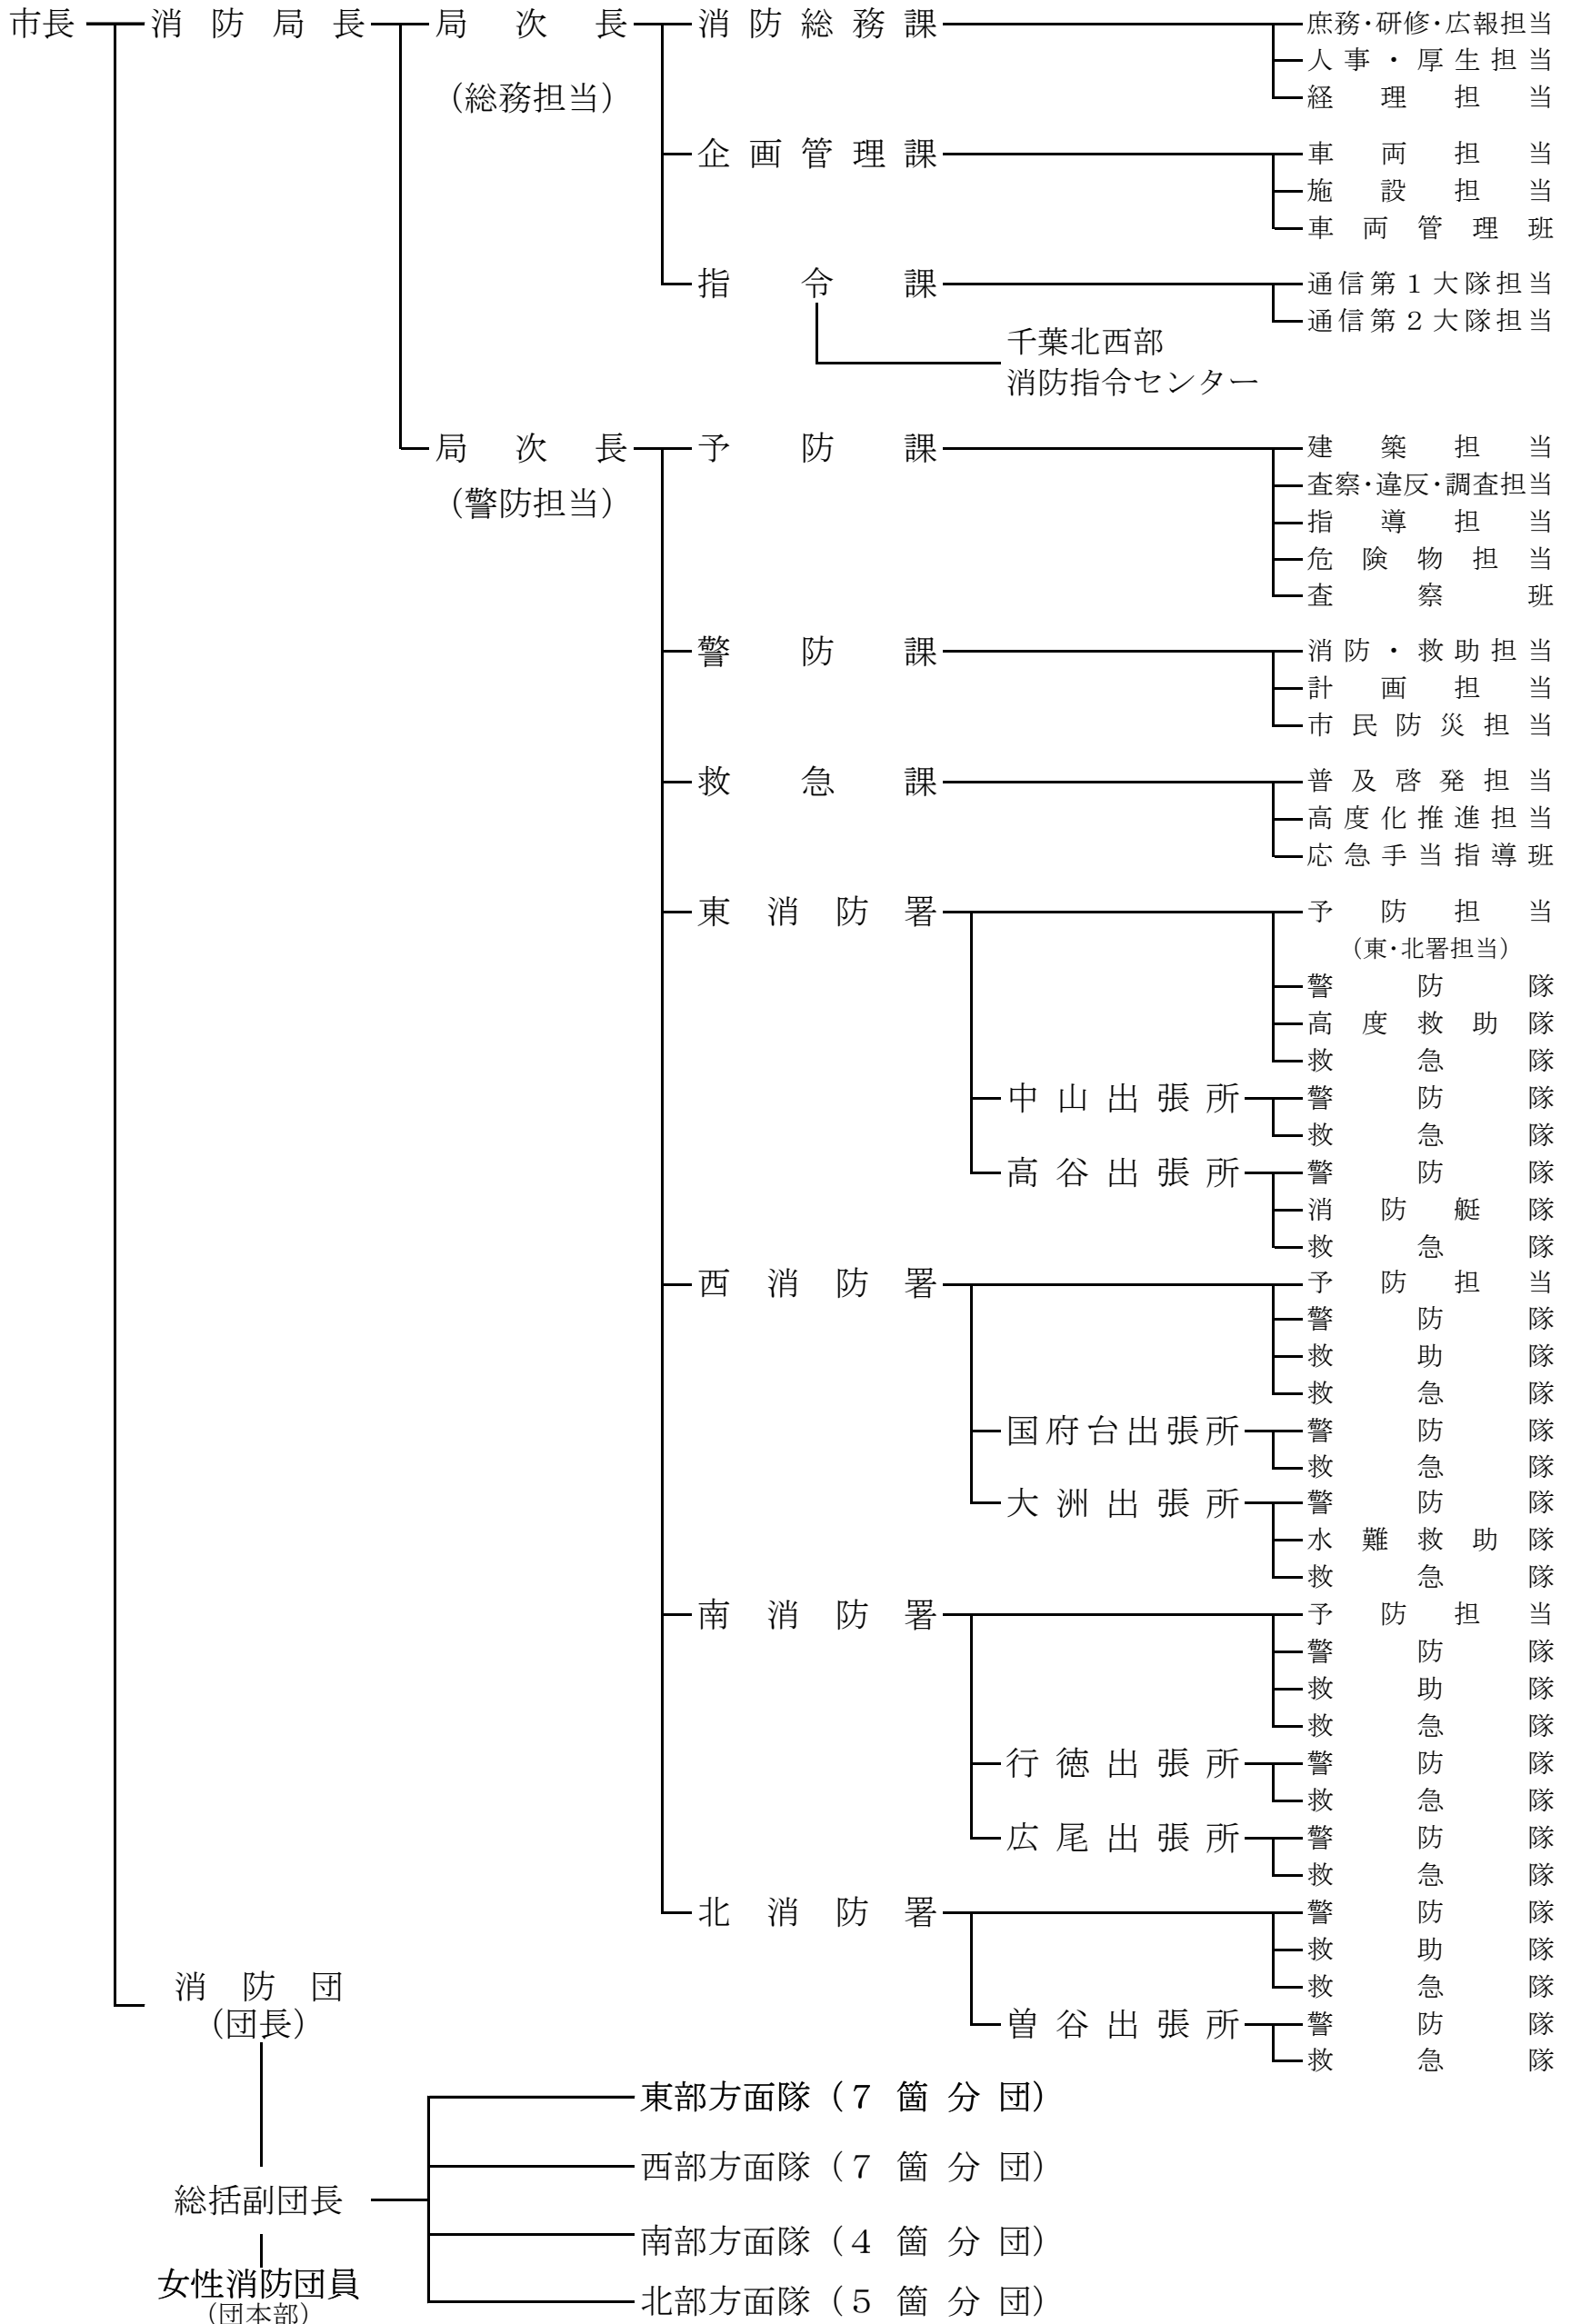 市長 消防局長 局次長 消防総務課 庶務・研修・広報担当
人事・厚生担当
(総務担当) 経理担当
企画管理課 車両担当
施設担当
車両管理班
指令課 通信第１大隊担当
通信第２大隊担当
千葉北西部
消防指令センター
局次長 予防課 建築担当
(警防担当) 査察・違反・調査担当
指導担当
危険物担当
査察班
警防課 消防・救助担当
計画担当
市民防災担当
救急課 普及啓発担当
高度化推進担当
応急手当指導班
東消防署 予防担当
(東・北署担当)
警防隊
高度救助隊
救急隊
中山出張所 警防隊
救急隊
高谷出張所 警防隊
消防艇隊
救急隊
西消防署 予防担当
警防隊
救助隊
救急隊
国府台出張所 警防隊
救急隊
大洲出張所 警防隊
水難救助隊
救急隊
南消防署 予防担当
警防隊
救助隊
救急隊
行徳出張所 警防隊
救急隊
広尾出張所 警防隊
救急隊
北消防署 警防隊
救助隊
救急隊
曽谷出張所 警防隊
救急隊
消防団
(団長)
東部方面隊(７箇分団)
西部方面隊(７箇分団)
総括副団長
南部方面隊(４箇分団)
女性消防団員
(団本部)
北部方面隊(５箇分団)